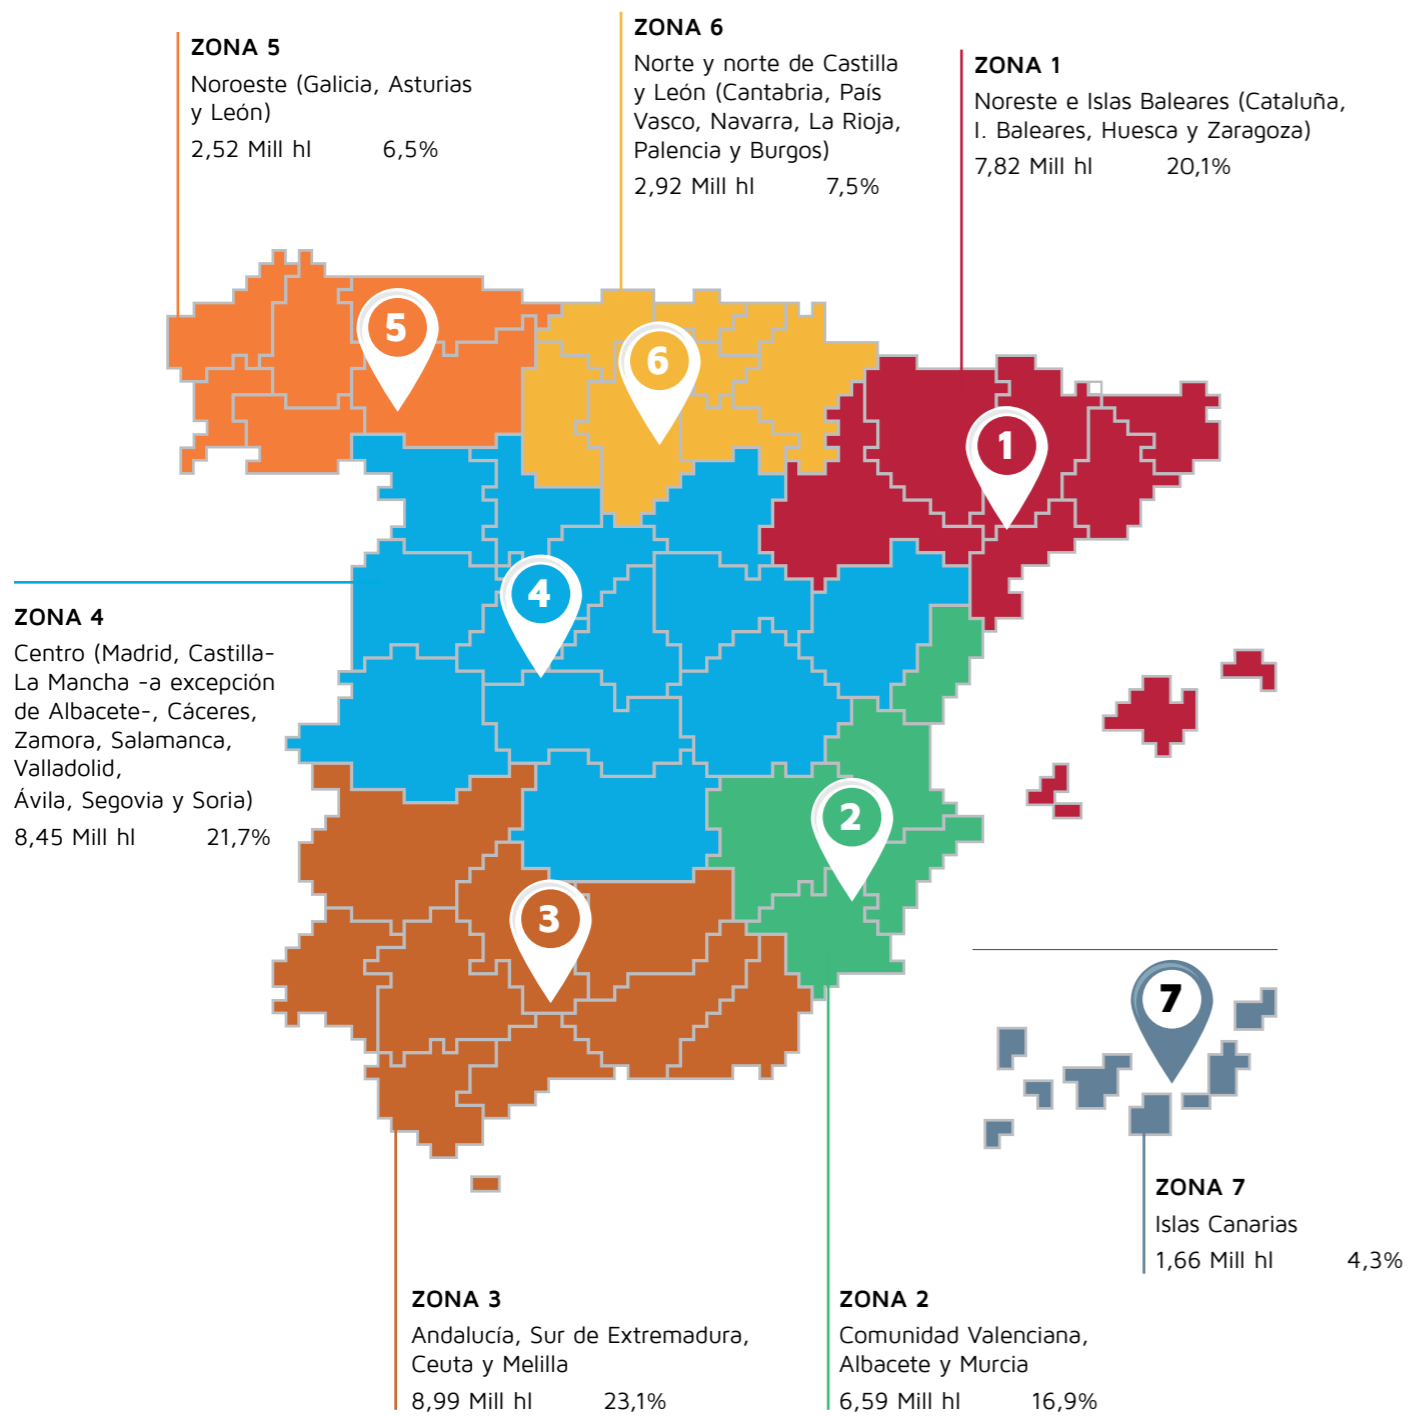 ZONA 5
Noroeste (Galicia, Asturias
y León)
2,52 Mill hl 6,5%
ZONA 6
Norte y norte de Castilla
y León (Cantabria, País
Vasco, Navarra, La Rioja,
Palencia y Burgos)
2,92 Mill hl 7,5%
ZONA 1
Noreste e Islas Baleares (Cataluña,
I. Baleares, Huesca y Zaragoza)
7,82 Mill hl 20,1%
5
6
1
4
ZONA 4
Centro (Madrid, Castilla-
La Mancha -a excepción
de Albacete-, Cáceres,
Zamora, Salamanca,
Valladolid,
Ávila, Segovia y Soria)
8,45 Mill hl 21,7%
2
3
7
ZONA 7
Islas Canarias
1,66 Mill hl 4,3%
ZONA 3
Andalucía, Sur de Extremadura,
Ceuta y Melilla
8,99 Mill hl 23,1%
ZONA 2
Comunidad Valenciana,
Albacete y Murcia
6,59 Mill hl 16,9%